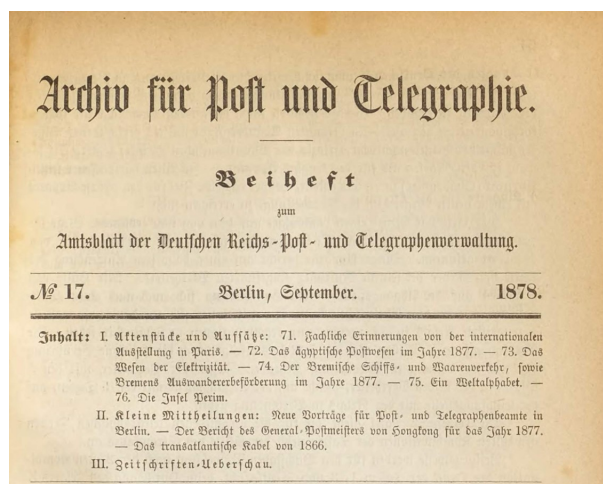 Archiv für Post und Telegraphie.
Beiheft
zum
Amtsblatt der Deutschen Reichs-Post- und Telegraphenverwaltung.
№ 17. Berlin, September. 1878.
Inhalt: I. Aktenstücke und Aufsätze: 71. Fachliche Erinnerungen von der internationalen
Ausstellung in Paris. — 72. Das ägyptische Postwesen im Jahre 1877. — 73. Das
Wesen der Elektrizität. — 74. Der Bremische Schiffs- und Waarenverkehr, sowie
Bremens Auswandererbeförderung im Jahre 1877. — 75. Ein Weltalphabet. —
76. Die Insel Perim.
II. Kleine Mittheilungen: Neue Vorträge für Post- und Telegraphenbeamte in
Berlin. — Der Bericht des General-Postmeisters von Hongkong für das Jahr 1877.
— Das transatlantische Kabel von 1866.
III. Zeitschriften-Ueberschau.